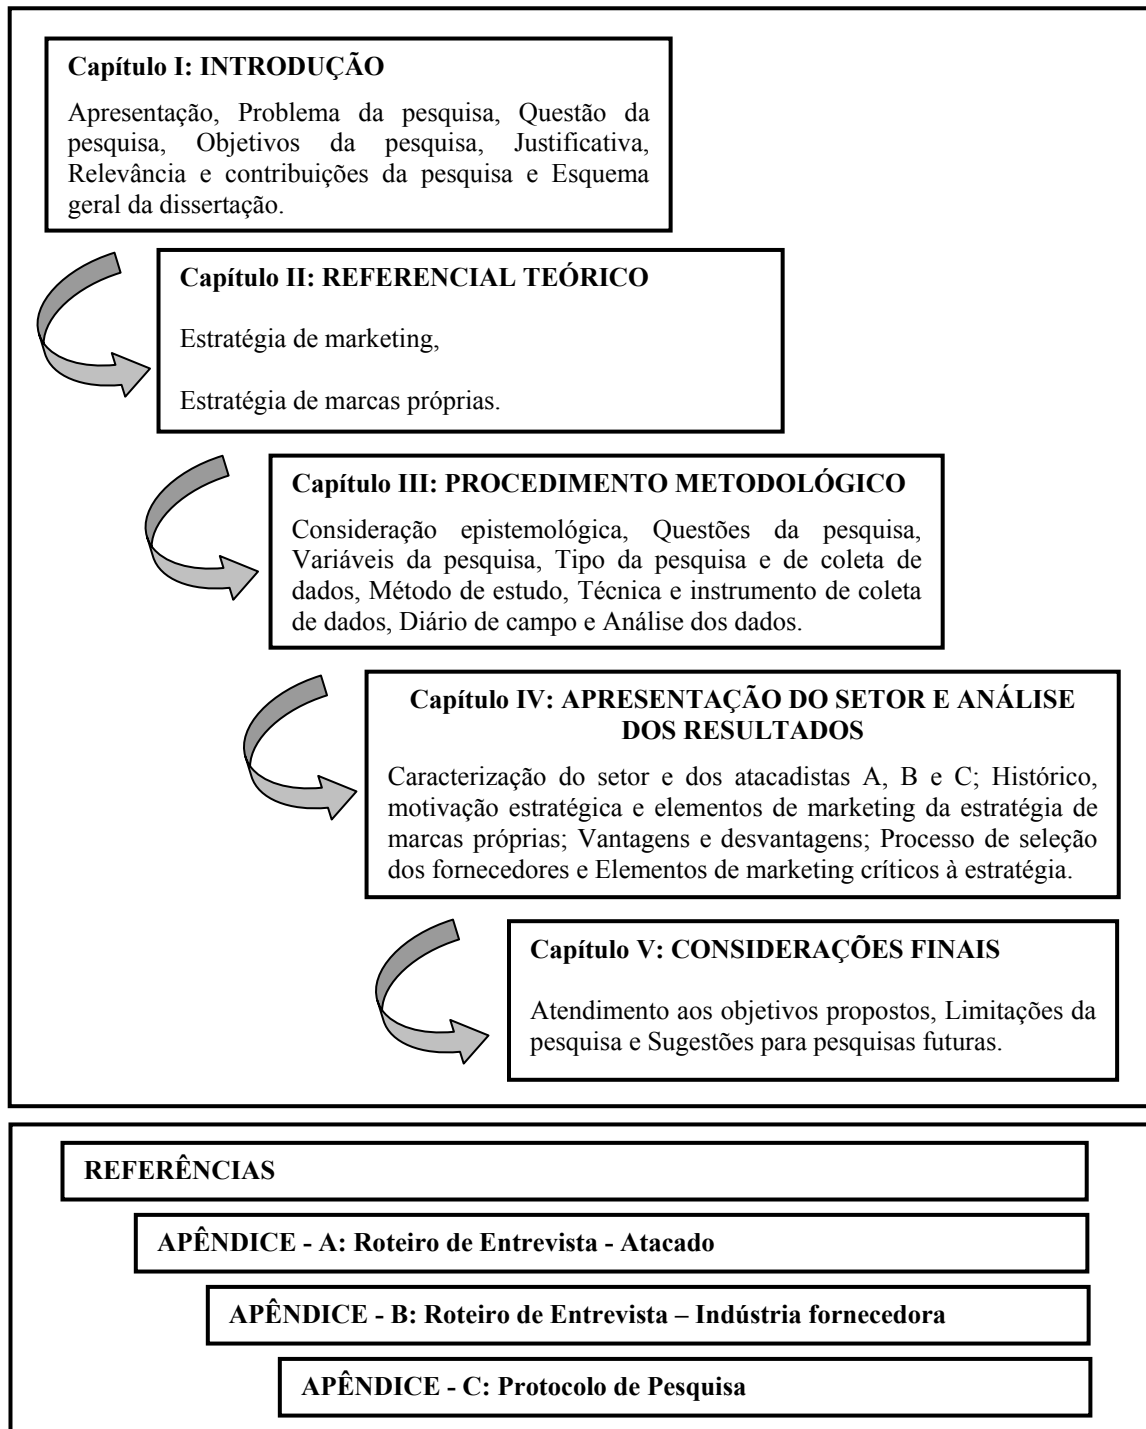 Capítulo I: INTRODUÇÃO
Apresentação, Problema da pesquisa, Questão da
pesquisa, Objetivos da pesquisa, Justificativa,
Relevância e contribuições da pesquisa e Esquema
geral da dissertação.
Capítulo II: REFERENCIAL TEÓRICO
Estratégia de marketing,
Estratégia de marcas próprias.
Capítulo III: PROCEDIMENTO METODOLÓGICO
Consideração epistemológica, Questões da pesquisa,
Variáveis da pesquisa, Tipo da pesquisa e de coleta de
dados, Método de estudo, Técnica e instrumento de coleta
de dados, Diário de campo e Análise dos dados.
Capítulo IV: APRESENTAÇÃO DO SETOR E ANÁLISE
DOS RESULTADOS
Caracterização do setor e dos atacadistas A, B e C; Histórico,
motivação estratégica e elementos de marketing da estratégia de
marcas próprias; Vantagens e desvantagens; Processo de seleção
dos fornecedores e Elementos de marketing críticos à estratégia.
Capítulo V: CONSIDERAÇÕES FINAIS
Atendimento aos objetivos propostos, Limitações da
pesquisa e Sugestões para pesquisas futuras.
REFERÊNCIAS
APÊNDICE - A: Roteiro de Entrevista - Atacado
APÊNDICE - B: Roteiro de Entrevista – Indústria fornecedora
APÊNDICE - C: Protocolo de Pesquisa